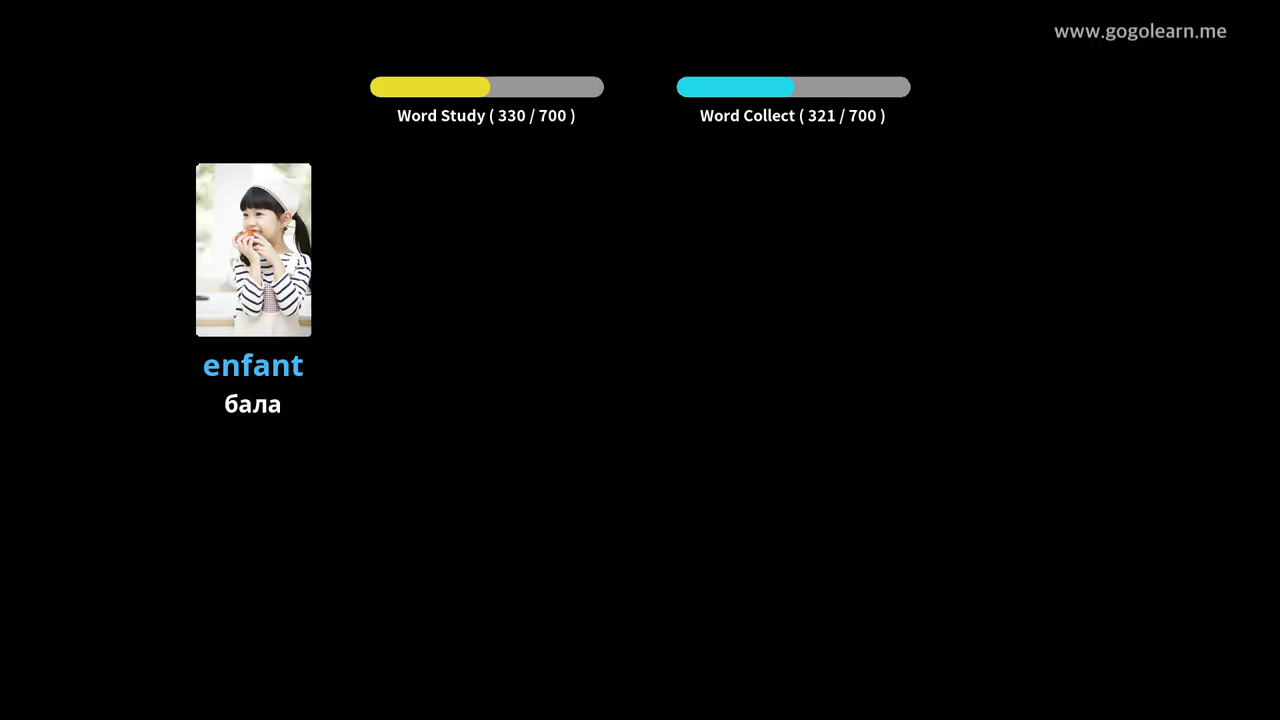 www.gogolearn.me
Word Study ( 330 / 700 )
Word Collect ( 321 / 700 )
enfant
бала